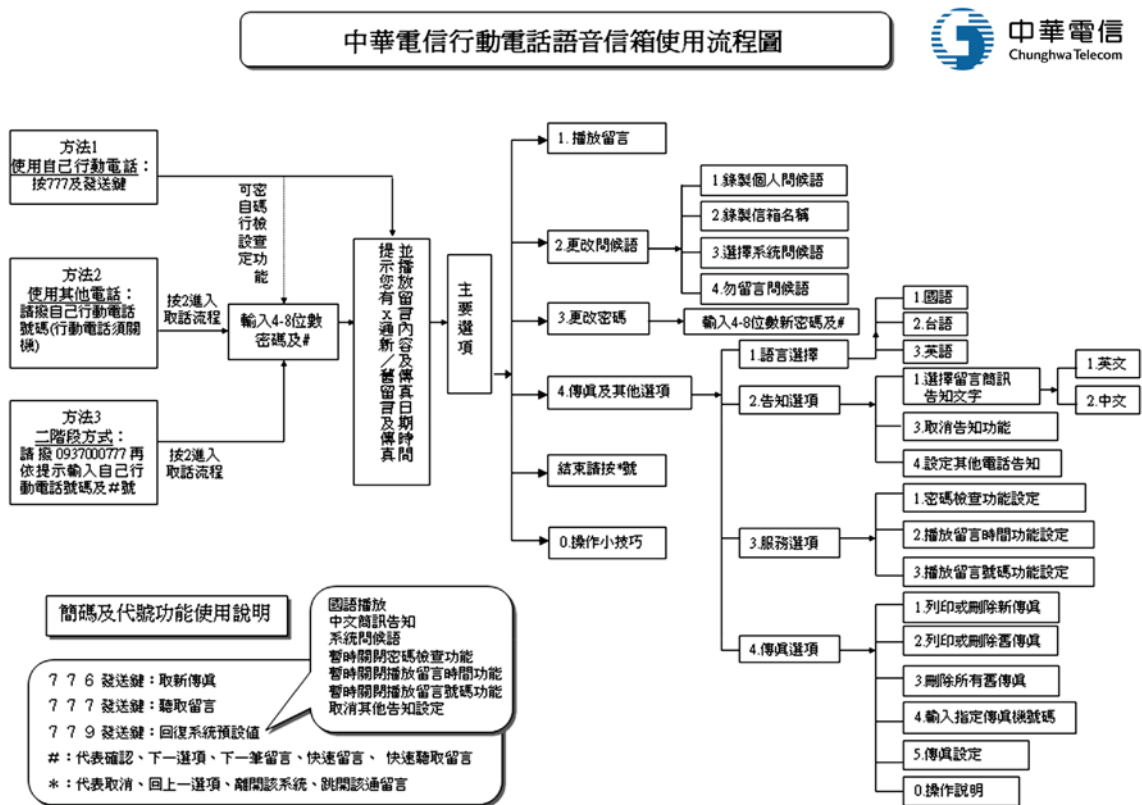 中華電信行動電話語音信箱使用流程圖
中華電信
Chunghwa Telecom
方法1
使用自己行動電話：
按777及發送鍵
可自行設定
密碼檢查功能
方法2
使用其他電話：
請撥自己行動電話
號碼(行動電話須關
機)
按2進入
取話流程
方法3
二階段方式：
請撥0937000777再
依提示輸入自己行
動電話號碼及#號
按2進入
取話流程
輸入4-8位數
密碼及#
提示您有x通新／舊留言及傳真
並播放留言內容及傳真日期時間
主要選項
1.播放留言
2.更改問候語
1.錄製個人問候語
2.錄製信箱名稱
3.選擇系統問候語
4.勿留言問候語
3.更改密碼
輸入4-8位數新密碼及#
4.傳真及其他選項
結束請按*號
0.操作小技巧
1.語言選擇
1.國語
2.台語
3.英語
2.告知選項
1.選擇留言簡訊
告知文字
1.英文
2.中文
3.取消告知功能
4.設定其他電話告知
3.服務選項
1.密碼檢查功能設定
2.播放留言時間功能設定
3.播放留言號碼功能設定
4.傳真選項
1.列印或刪除新傳真
2.列印或刪除舊傳真
3.刪除所有舊傳真
4.輸入指定傳真機號碼
5.傳真設定
0.操作說明
簡碼及代號功能使用說明
國語播放
中文簡訊告知
系統問候語
暫時關閉密碼檢查功能
暫時關閉播放留言時間功能
暫時關閉播放留言號碼功能
取消其他告知設定
７７６發送鍵：取新傳真
７７７發送鍵：聽取留言
７７９發送鍵：回復系統預設值
＃：代表確認、下一選項、下一筆留言、快速留言、快速聽取留言
＊：代表取消、回上一選項、離開該系統、跳開該通留言